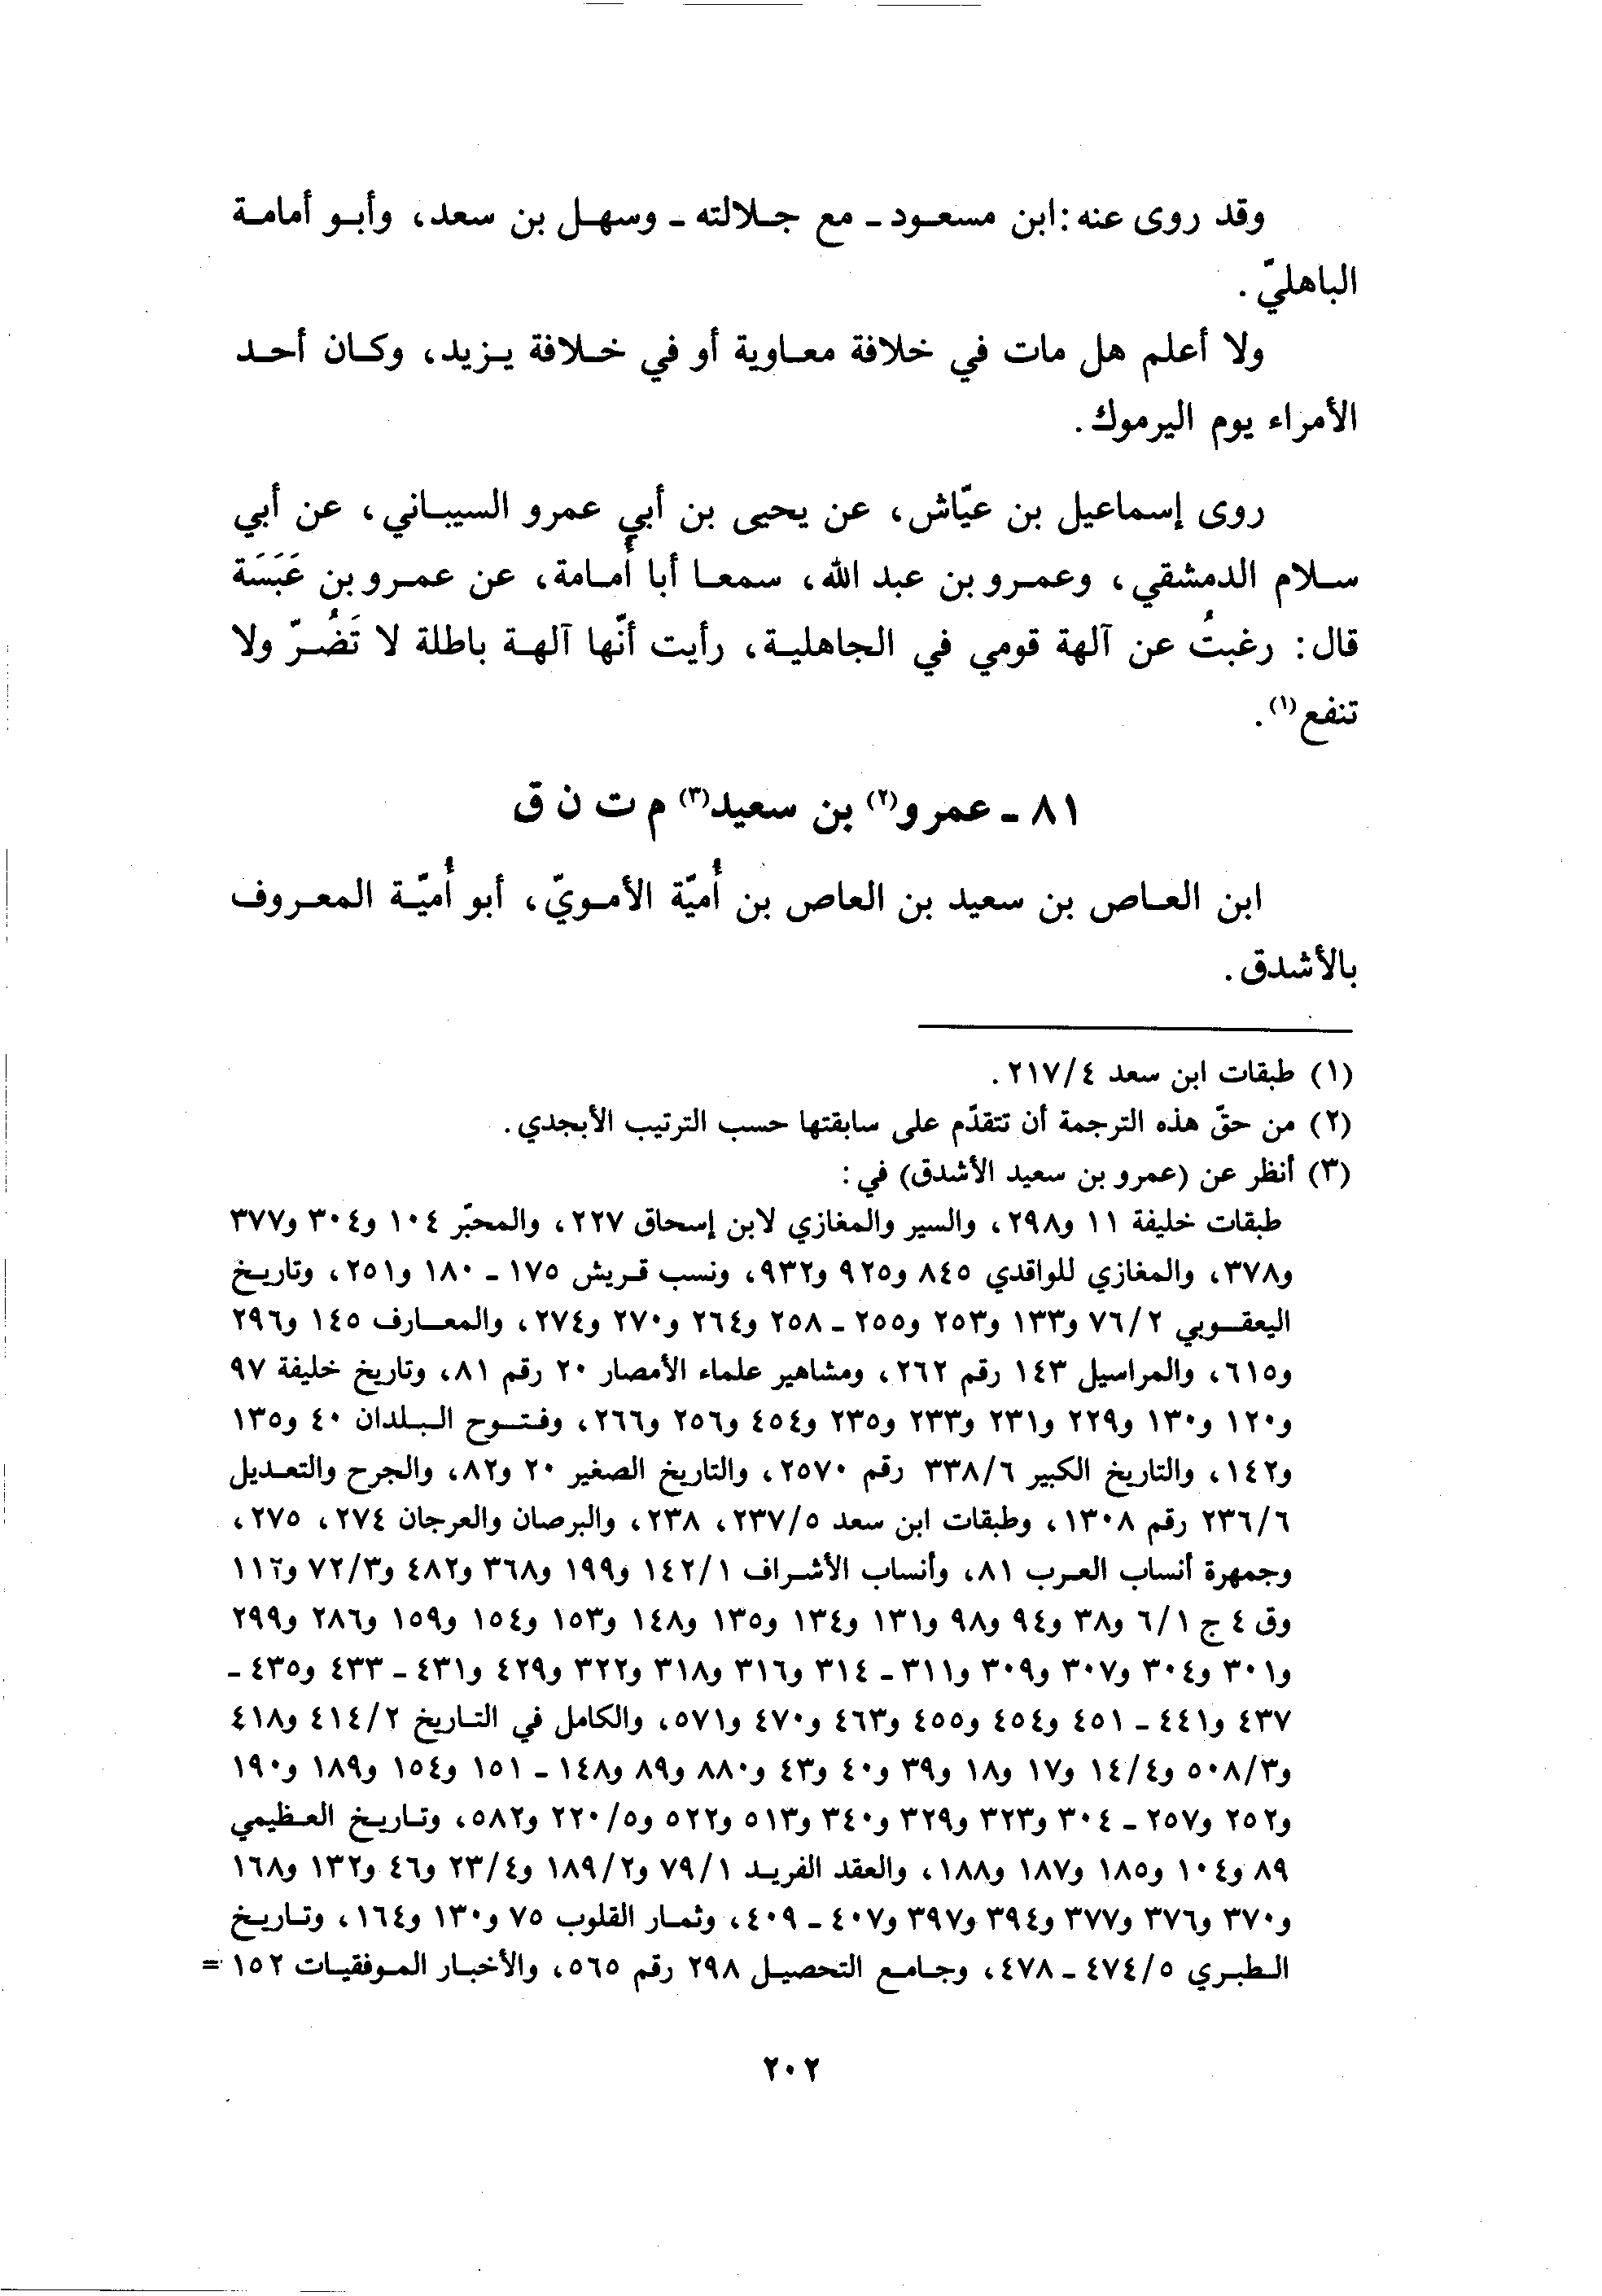 وقد روى عنه: ابن مسعود - مع جلالته - وسهل بن سعد، وأبو أمامة
الباهليّ.
ولا أعلم هل مات في خلافة معاوية أو في خلافة يزيد، وكان أحد
الأمراء يوم اليرموك.
روى إسماعيل بن عيّاش، عن يحيى بن أبي عمرو السيباني، عن أبي
سلام الدمشقي، وعمرو بن عبد الله، سمعا أبا أُمامة، عن عمرو بن عَبَسَة
قال: رغبتُ عن آلهة قومي في الجاهلية، رأيت أنّها آلهة باطلة لا تَضُرّ ولا
تنفع(١).
٨١ - عمرو(٢) بن سعيد(٣) م ت ن ق
ابن العاص بن سعيد بن العاص بن أُميّة الأمويّ، أبو أُميّة المعروف
بالأشدق.
(١) طبقات ابن سعد ٤/٢١٧.
(٢) من حقّ هذه الترجمة أن تتقدّم على سابقتها حسب الترتيب الأبجدي.
(٣) أنظر عن (عمرو بن سعيد الأشدق) في:
طبقات خليفة ١١ و٢٩٨، والسير والمغازي لابن إسحاق ٢٢٧، والمحبّر ١٠٤ و٣٠٤ و٣٧٧
و٣٧٨، والمغازي للواقدي ٨٤٥ و٩٢٥ و٩٣٢، ونسب قريش ١٧٥ - ١٨٠ و٢٥١، وتاريخ
اليعقوبي ٢/٧٦ و١٣٣ و٢٥٣ و٢٥٥ - ٢٥٨ و٢٦٤ و٢٧٠ و٢٧٤، والمعارف ١٤٥ و٢٩٦
و٦١٥، والمراسيل ١٤٣ رقم ٢٦٢، ومشاهير علماء الأمصار ٢٠ رقم ٨١، وتاريخ خليفة ٩٧
و١٢٠ و١٣٠ و٢٢٩ و٢٣١ و٢٣٣ و٢٣٥ و٤٥٤ و٢٥٦ و٢٦٦، وفتوح البلدان ٤٠ و١٣٥
و١٤٢، والتاريخ الكبير ٦/٣٣٨ رقم ٢٥٧٠، والتاريخ الصغير ٢٠ و٨٢، والجرح والتعديل
٦/٢٣٦ رقم ١٣٠٨، وطبقات ابن سعد ٥/٢٣٧، ٢٣٨، والبرصان والعرجان ٢٧٤، ٢٧٥،
وجمهرة أنساب العرب ٨١، وأنساب الأشراف ١/١٤٢ و١٩٩ و٣٦٨ و٤٨٢ و٣/٧٢ و١١٦
وق ٤ ج ١/٦ و٣٨ و٩٤ و٩٨ و١٣١ و١٣٤ و١٣٥ و١٤٨ و١٥٣ و١٥٤ و١٥٩ و٢٨٦ و٢٩٩
و٣٠١ و٣٠٤ و٣٠٧ و٣٠٩ و٣١١ - ٣١٤ و٣١٦ و٣١٨ و٣٢٢ و٤٢٩ و٤٣١ - ٤٣٣ و٤٣٥ -
٤٣٧ و٤٤١ - ٤٥١ و٤٥٤ و٤٥٥ و٤٦٣ و٤٧٠ و٥٧١، والكامل في التاريخ ٢/٤١٤ و٤١٨
و٣/٥٠٨ و٤/١٤ و١٧ و١٨ و٣٩ و٤٠ و٤٣ و٨٨٠ و٨٩ و١٤٨ - ١٥١ و١٥٤ و١٨٩ و١٩٠
و٢٥٢ و٢٥٧ - ٣٠٤ و٣٢٣ و٣٢٩ و٣٤٠ و٥١٣ و٥٢٢ و٥/٢٢٠ و٥٨٢، وتاريخ العظيمي
٨٩ و١٠٤ و١٨٥ و١٨٧ و١٨٨، والعقد الفريد ١/٧٩ و٢/١٨٩ و٤/٢٣ و٤٦ و١٣٢ و١٦٨
و٣٧٠ و٣٧٦ و٣٧٧ و٣٩٤ و٣٩٧ و٤٠٧ - ٤٠٩، وثمار القلوب ٧٥ و١٣٠ و١٦٤، وتاريخ
الطبري ٥/٤٧٤ - ٤٧٨، وجامع التحصيل ٢٩٨ رقم ٥٦٥، والأخبار الموفقيات ١٥٢ =
٢٠٢